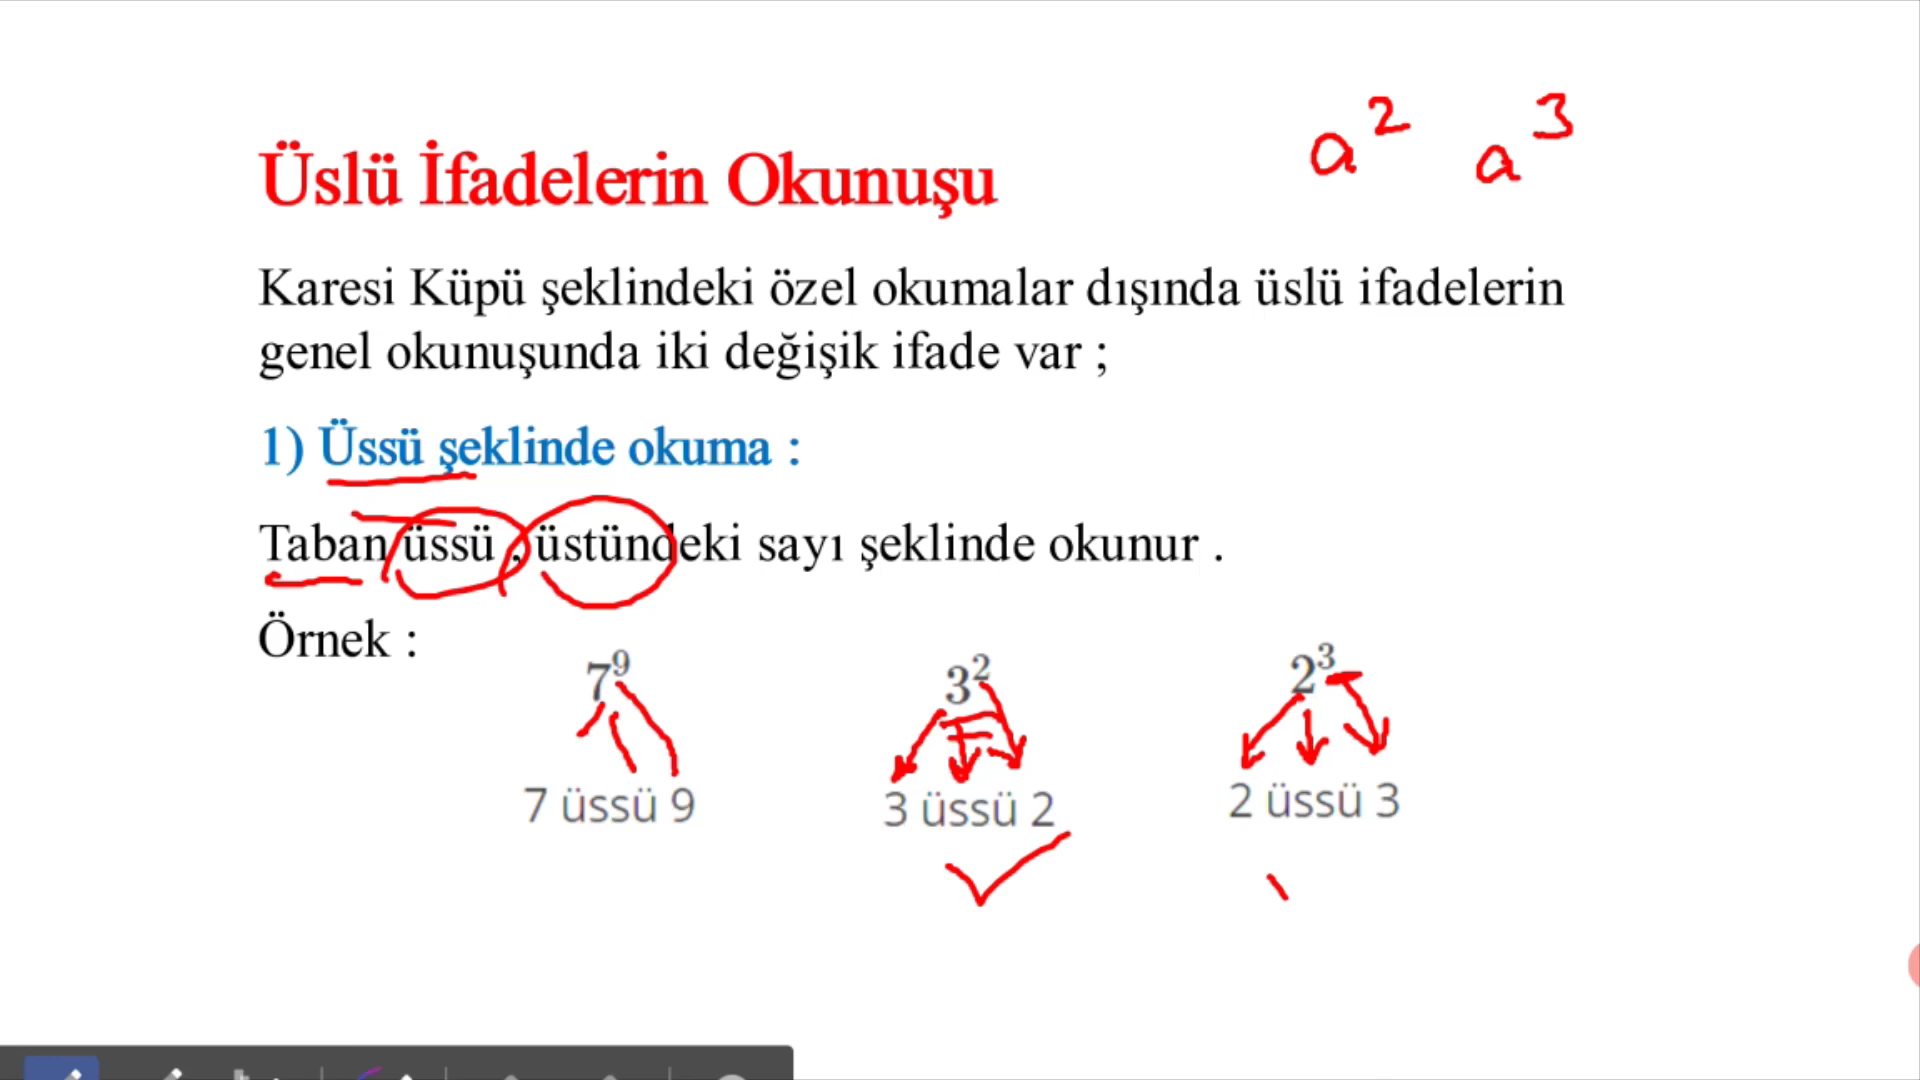 a² a³
Üslü İfadelerin Okunuşu
Karesi Küpü şeklindeki özel okumalar dışında üslü ifadelerin
genel okunuşunda iki değişik ifade var ;
1) Üssü şeklinde okuma :
Taban üssü , üstündeki sayı şeklinde okunur .
Örnek :
7⁹ 3² 2³
7 üssü 9 3 üssü 2 2 üssü 3